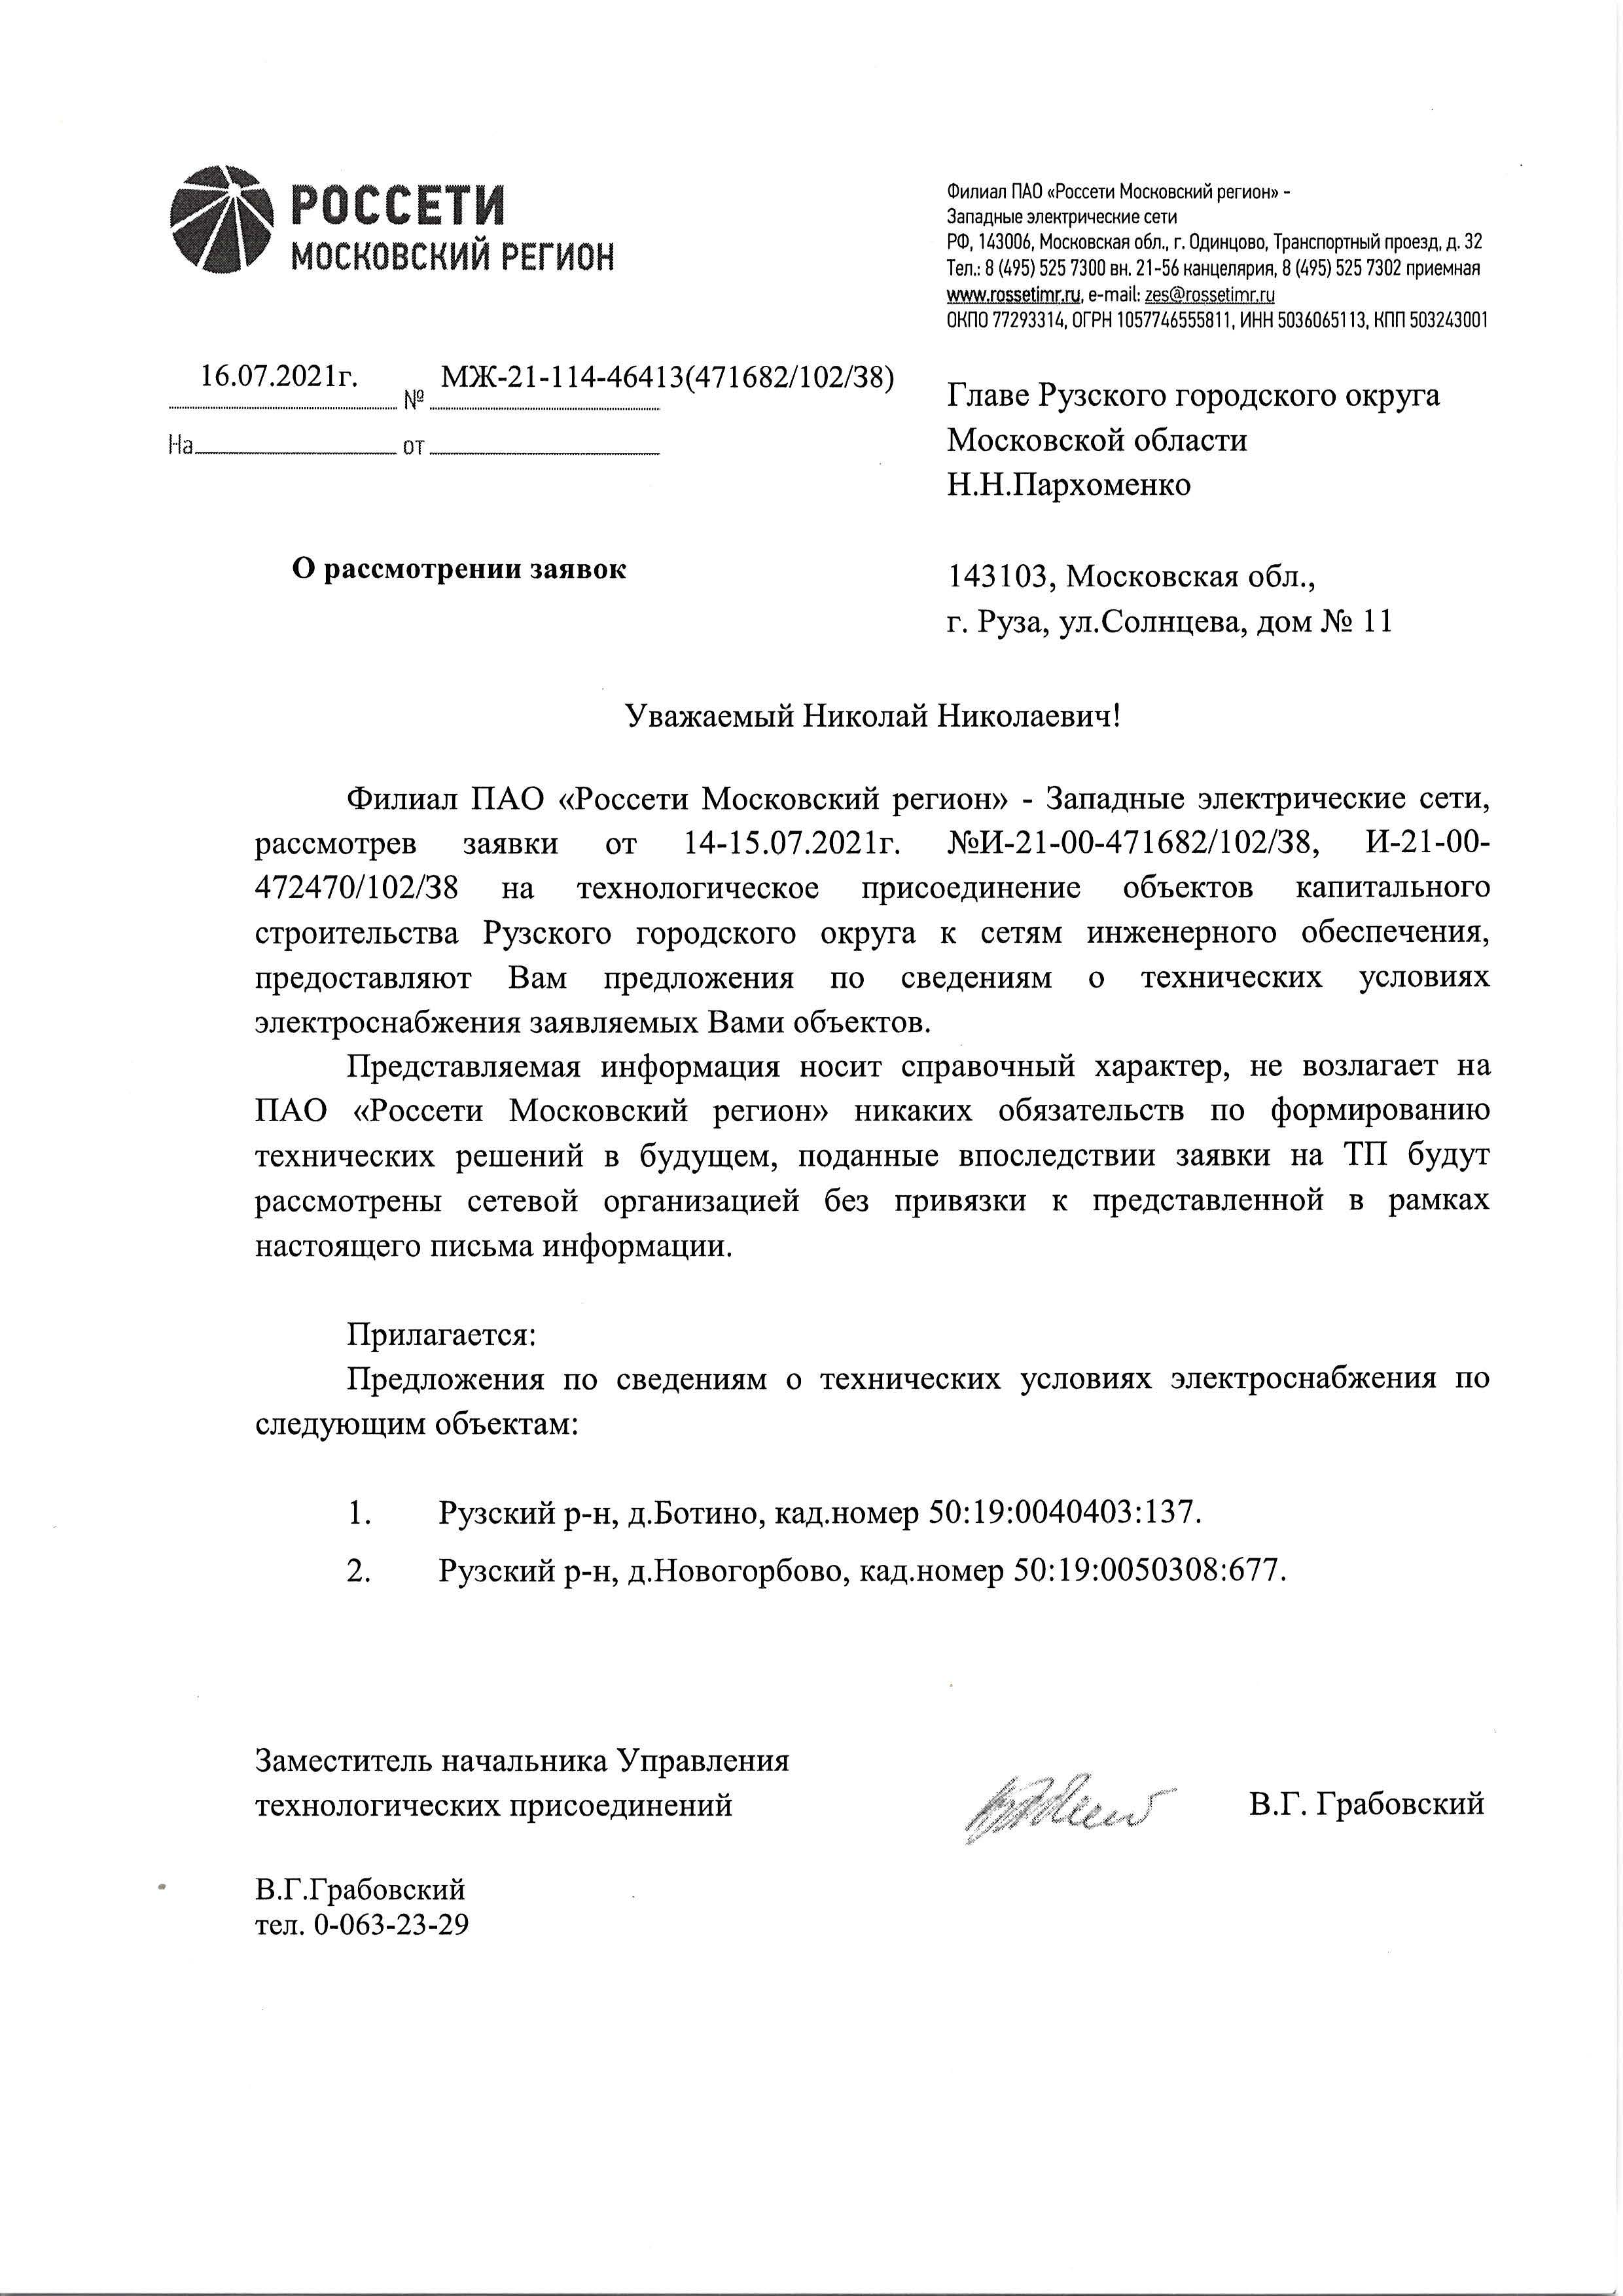 РОССЕТИ
МОСКОВСКИЙ РЕГИОН
Филиал ПАО «Россети Московский регион» -
Западные электрические сети
РФ, 143006, Московская обл., г. Одинцово, Транспортный проезд, д. 32
Тел.: 8 (495) 525 7300 вн. 21-56 канцелярия, 8 (495) 525 7302 приемная
www.rossetimr.ru, e-mail: zes@rossetimr.ru
ОКПО 77293314, ОГРН 1057746555811, ИНН 5036065113, КПП 503243001
16.07.2021г. № МЖ-21-114-46413(471682/102/38)
На от
Главе Рузского городского округа
Московской области
Н.Н.Пархоменко
О рассмотрении заявок
143103, Московская обл.,
г. Руза, ул.Солнцева, дом № 11
Уважаемый Николай Николаевич!
Филиал ПАО «Россети Московский регион» - Западные электрические сети,
рассмотрев заявки от 14-15.07.2021г. №И-21-00-471682/102/38, И-21-00-
472470/102/38 на технологическое присоединение объектов капитального
строительства Рузского городского округа к сетям инженерного обеспечения,
предоставляют Вам предложения по сведениям о технических условиях
электроснабжения заявляемых Вами объектов.
Представляемая информация носит справочный характер, не возлагает на
ПАО «Россети Московский регион» никаких обязательств по формированию
технических решений в будущем, поданные впоследствии заявки на ТП будут
рассмотрены сетевой организацией без привязки к представленной в рамках
настоящего письма информации.
Прилагается:
Предложения по сведениям о технических условиях электроснабжения по
следующим объектам:
1. Рузский р-н, д.Ботино, кад.номер 50:19:0040403:137.
2. Рузский р-н, д.Новогорбово, кад.номер 50:19:0050308:677.
Заместитель начальника Управления
технологических присоединений
В.Г. Грабовский
В.Г.Грабовский
тел. 0-063-23-29